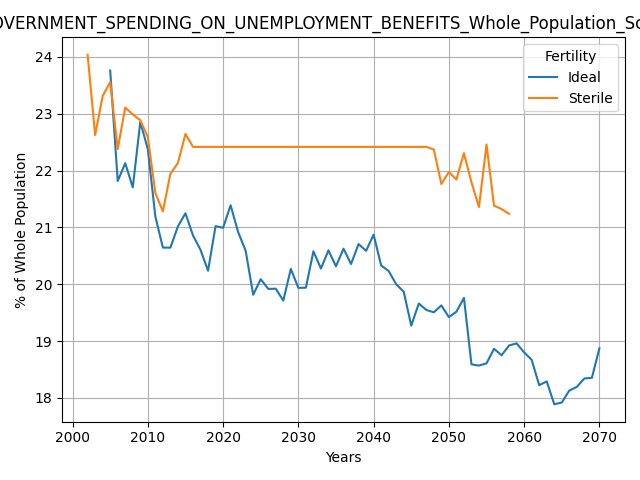 OVERNMENT_SPENDING_ON_UNEMPLOYMENT_BENEFITS_Whole_Population_So
Fertility
Ideal
Sterile
% of Whole Population
24
23
22
21
20
19
18
2000 2010 2020 2030 2040 2050 2060 2070
Years